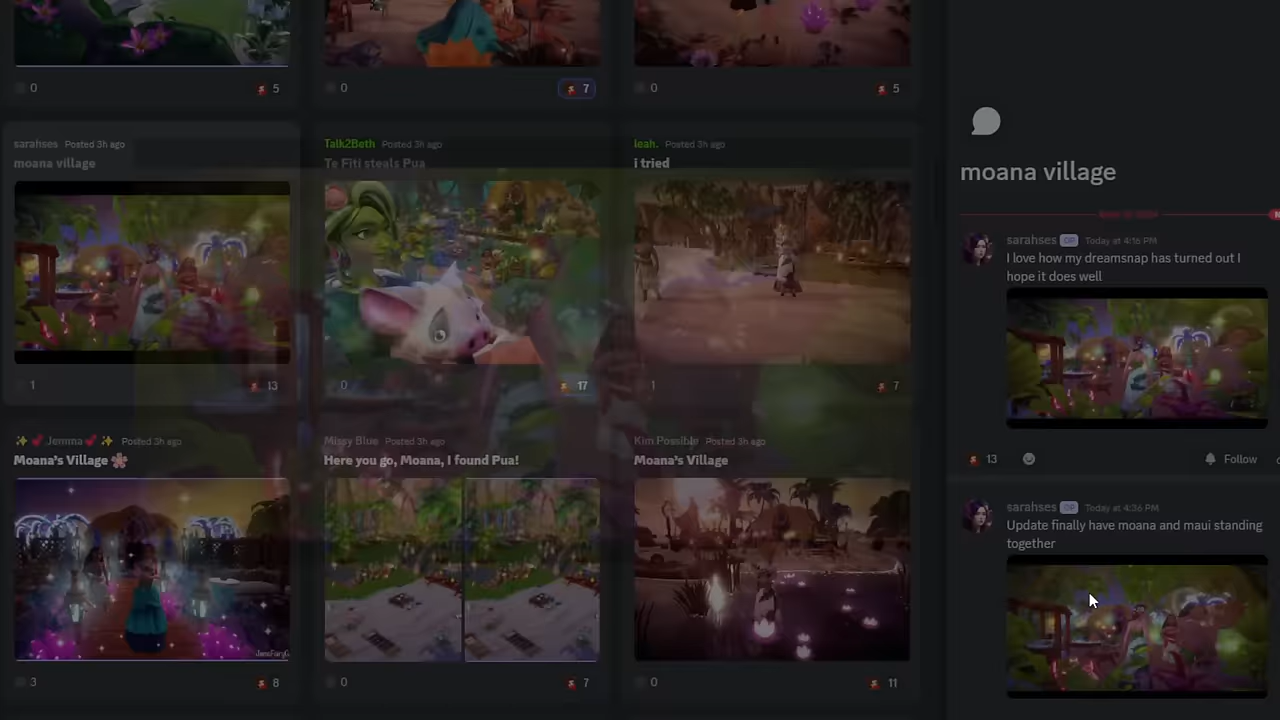 0
5
0
7
0
5
sarahses Posted 3h ago
moana village
1
13
Talk2Beth Posted 3h ago
Te Fiti steals Pua
0
17
leah. Posted 3h ago
i tried
1
7
✨💕Jemma💕✨ Posted 3h ago
Moana's Village 🌸
3
8
Missy Blue Posted 3h ago
Here you go, Moana, I found Pua!
0
7
Kim Possible Posted 3h ago
Moana's Village
0
11
moana village
sarahses OP Today at 4:16 PM
I love how my dreamsnap has turned out I
hope it does well
13
Follow
sarahses OP Today at 4:36 PM
Update finally have moana and maui standing
together